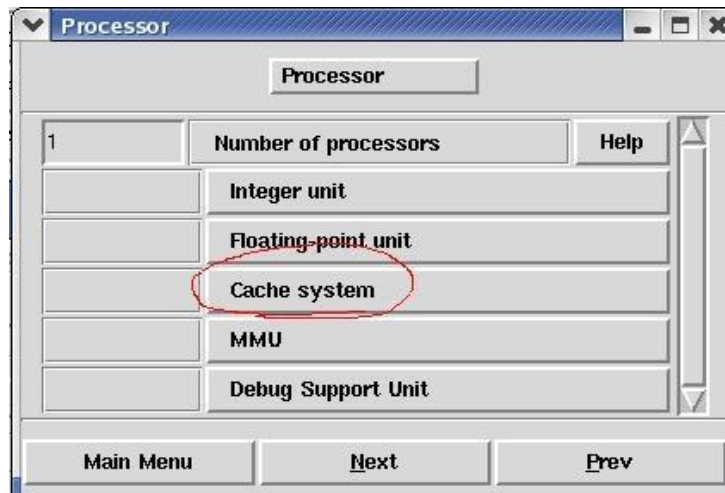 Processor
Processor
1 Number of processors Help
Integer unit
Floating-point unit
Cache system
MMU
Debug Support Unit
Main Menu Next Prev